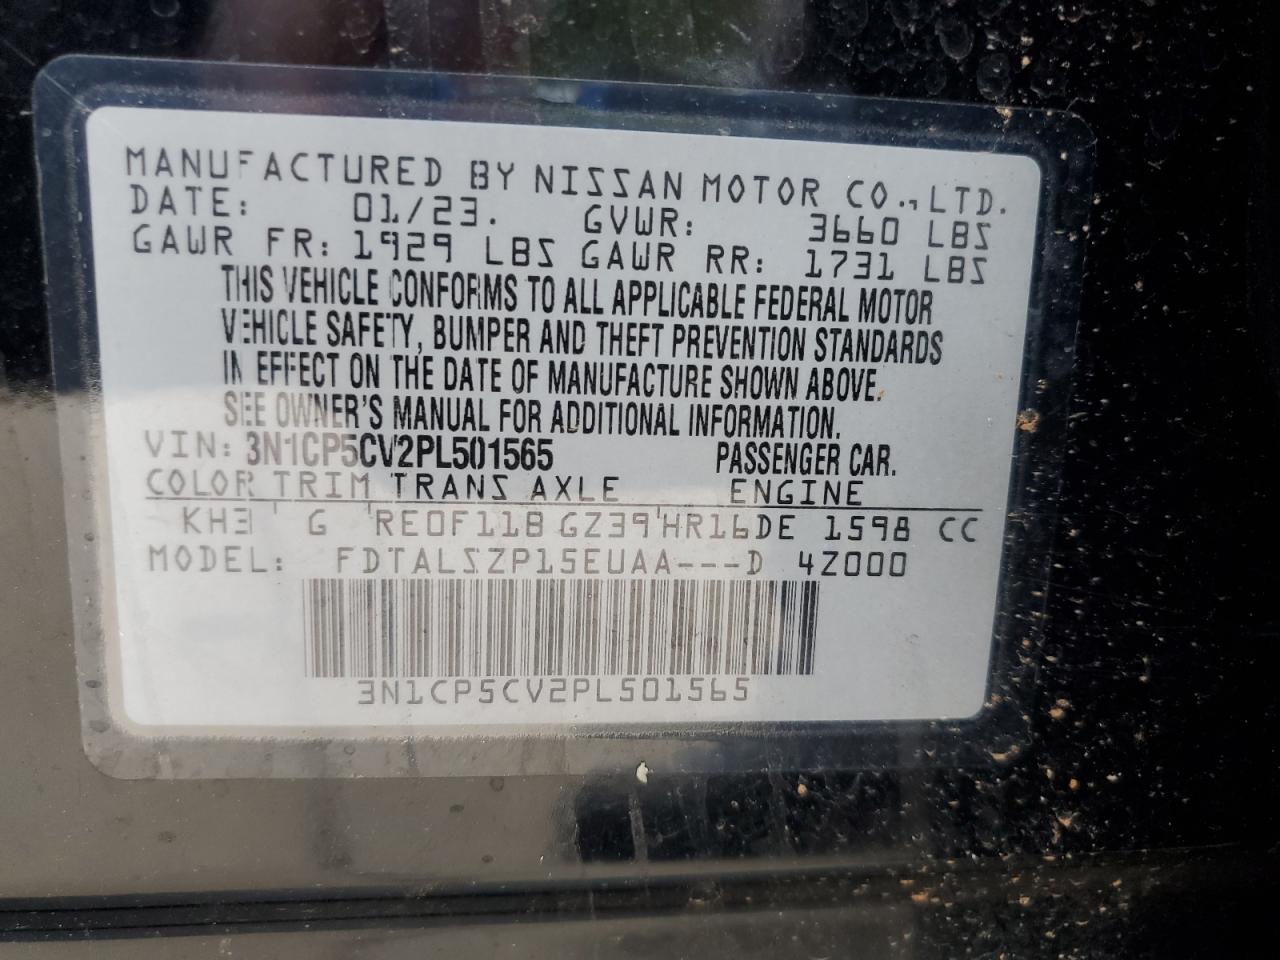 MANUFACTURED BY NISSAN MOTOR CO., LTD.
DATE: 01/23. GVWR: 3660 LBS
GAWR FR: 1929 LBS GAWR RR: 1731 LBS
THIS VEHICLE CONFORMS TO ALL APPLICABLE FEDERAL MOTOR
VEHICLE SAFETY, BUMPER AND THEFT PREVENTION STANDARDS
IN EFFECT ON THE DATE OF MANUFACTURE SHOWN ABOVE.
SEE OWNER'S MANUAL FOR ADDITIONAL INFORMATION.
VIN: 3N1CP5CV2PL501565 PASSENGER CAR.
COLOR TRIM TRANS AXLE ENGINE
KH3 G RE0F11B GZ39 HR16DE 1598 CC
MODEL: FDTALSZP15EUAA---D 4Z000
3N1CP5CV2PL501565